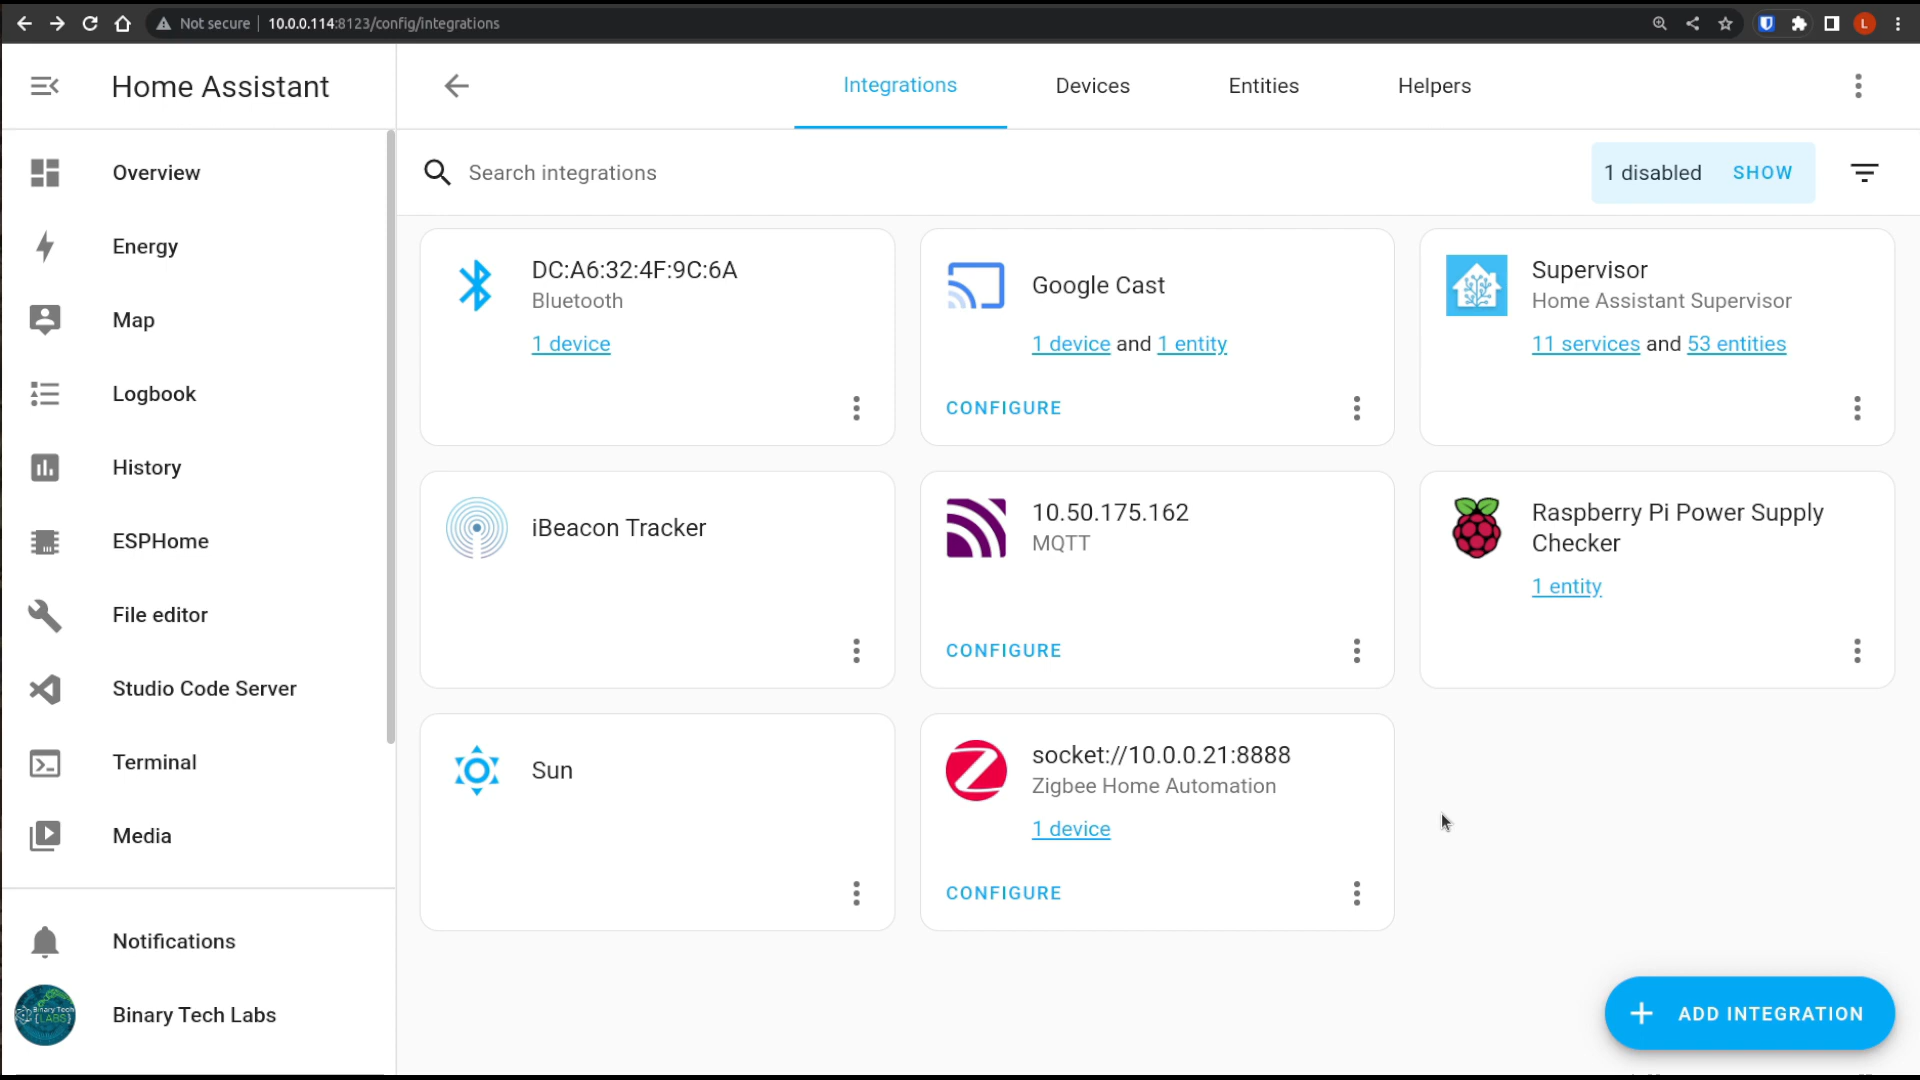 Not secure | 10.0.0.114:8123/config/integrations
L
Home Assistant
Integrations
Devices
Entities
Helpers
Overview
Energy
Map
Logbook
History
ESPHome
File editor
Studio Code Server
Terminal
Media
Notifications
Binary Tech Labs
Binary Tech
{LABS}
Search integrations
1 disabled SHOW
DC:A6:32:4F:9C:6A
Bluetooth
1 device
Google Cast
1 device and 1 entity
CONFIGURE
Supervisor
Home Assistant Supervisor
11 services and 53 entities
iBeacon Tracker
10.50.175.162
MQTT
CONFIGURE
Raspberry Pi Power Supply
Checker
1 entity
Sun
socket://10.0.0.21:8888
Zigbee Home Automation
1 device
CONFIGURE
ADD INTEGRATION